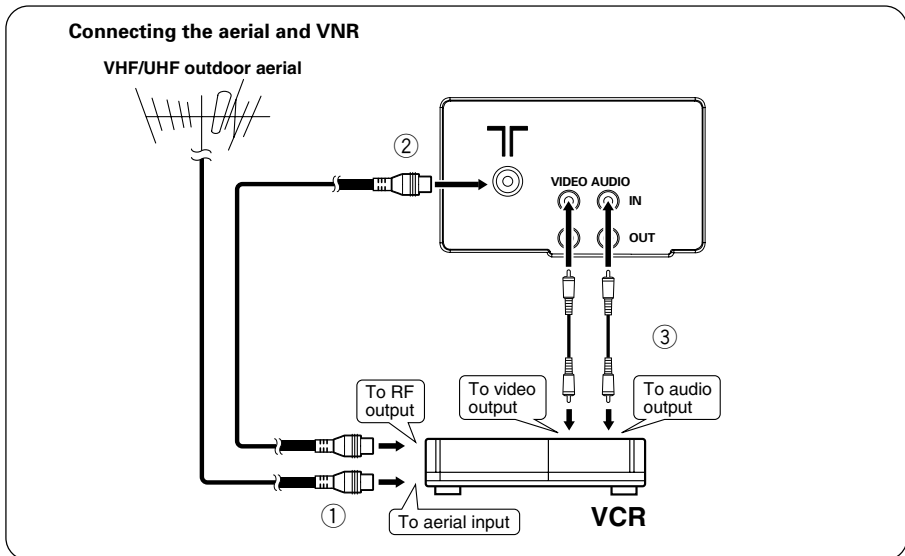 Connecting the aerial and VNR
VHF/UHF outdoor aerial
②
VIDEO AUDIO
IN
OUT
③
To RF
output
To video
output
To audio
output
①
To aerial input
VCR